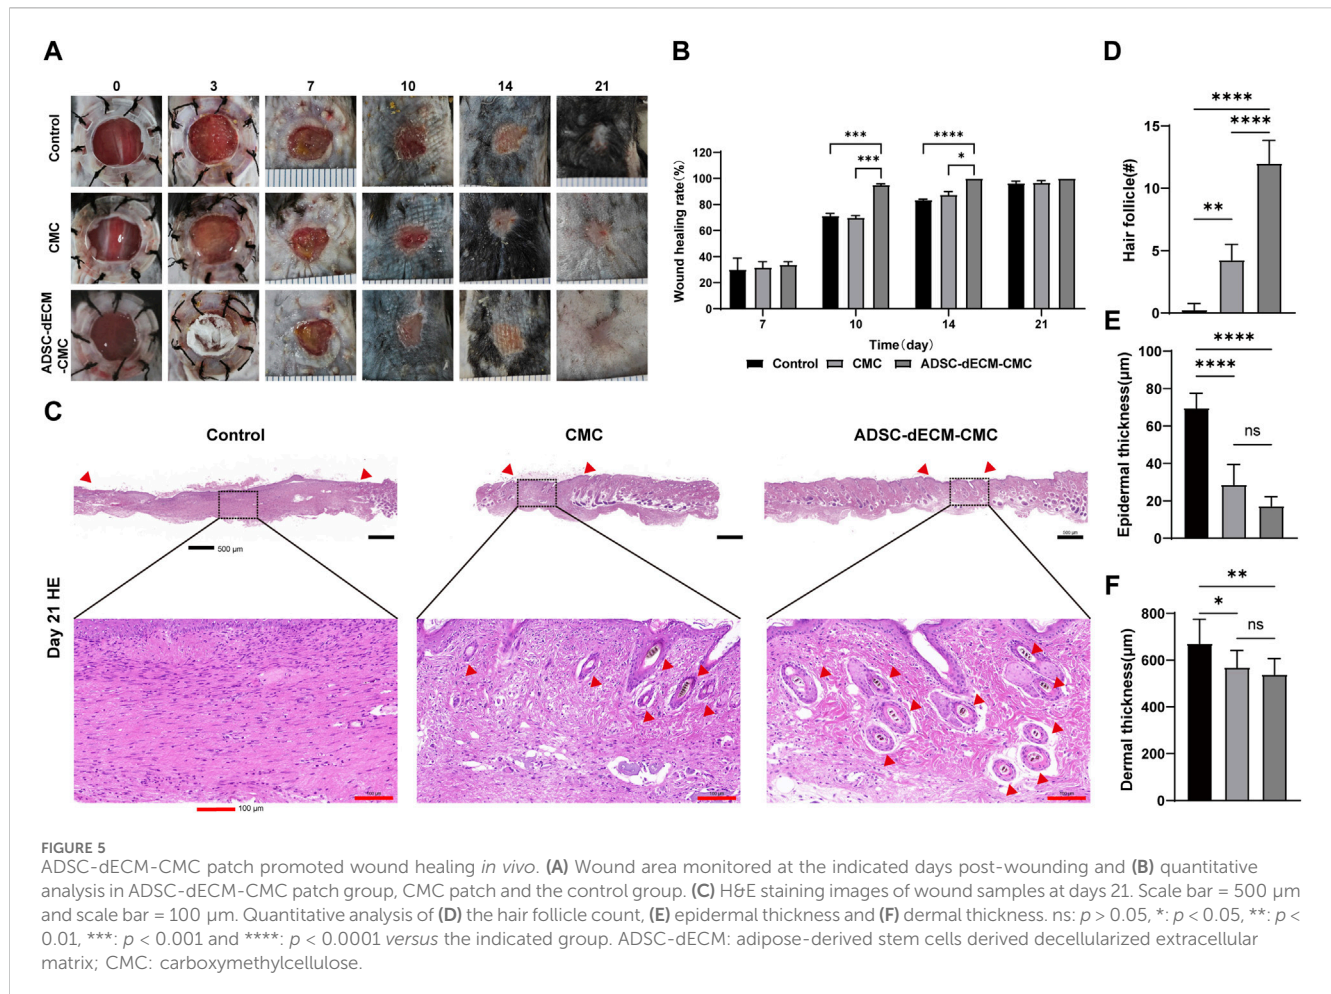 A
0 3 7 10 14 21
Control
CMC
ADSC-dECM
-CMC
B
Wound healing rate(%)
120
100
80
60
40
20
0
*** *** **** *
7 10 14 21
Time(day)
Control CMC ADSC-dECM-CMC
C
Control CMC ADSC-dECM-CMC
Day 21 HE
500 μm
500 μm
100 μm
100 μm
100 μm
100 μm
D
Hair follicle(#)
15
10
5
0
****
****
**
E
Epidermal thickness(μm)
100
80
60
40
20
0
****
****
ns
F
Dermal thickness(μm)
800
600
400
200
0
**
*
ns
FIGURE 5
ADSC-dECM-CMC patch promoted wound healing in vivo. (A) Wound area monitored at the indicated days post-wounding and (B) quantitative
analysis in ADSC-dECM-CMC patch group, CMC patch and the control group. (C) H&E staining images of wound samples at days 21. Scale bar = 500 μm
and scale bar = 100 μm. Quantitative analysis of (D) the hair follicle count, (E) epidermal thickness and (F) dermal thickness. ns: p > 0.05, *: p < 0.05, **: p <
0.01, ***: p < 0.001 and ****: p < 0.0001 versus the indicated group. ADSC-dECM: adipose-derived stem cells derived decellularized extracellular
matrix; CMC: carboxymethylcellulose.